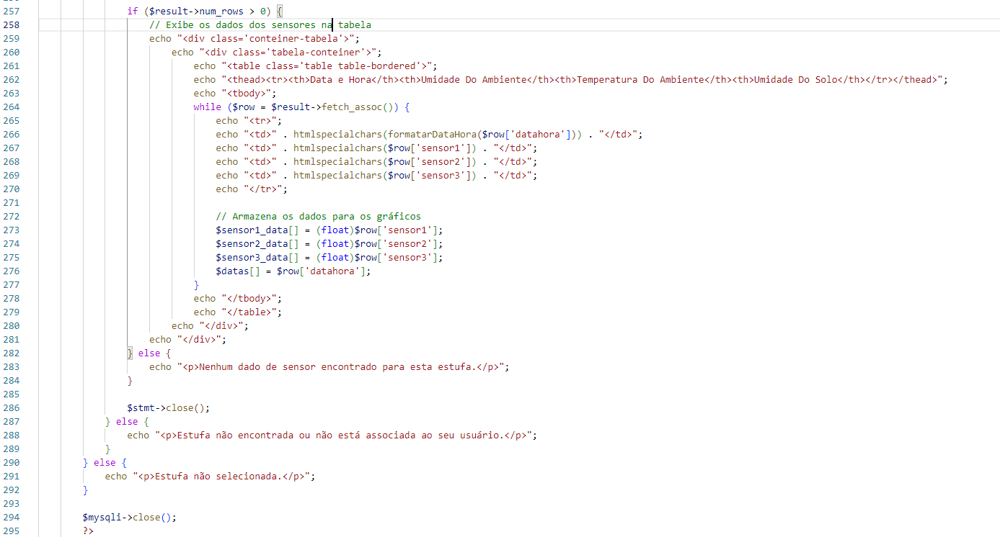 257 if ($result->num_rows > 0) {
258 // Exibe os dados dos sensores na tabela
259 echo "<div class='conteiner-tabela'>";
260 echo "<div class='tabela-conteiner'>";
261 echo "<table class='table table-bordered'>";
262 echo "<thead><tr><th>Data e Hora</th><th>Umidade Do Ambiente</th><th>Temperatura Do Ambiente</th><th>Umidade Do Solo</th></tr></thead>";
263 echo "<tbody>";
264 while ($row = $result->fetch_assoc()) {
265 echo "<tr>";
266 echo "<td>" . htmlspecialchars(formatarDataHora($row['datahora'])) . "</td>";
267 echo "<td>" . htmlspecialchars($row['sensor1']) . "</td>";
268 echo "<td>" . htmlspecialchars($row['sensor2']) . "</td>";
269 echo "<td>" . htmlspecialchars($row['sensor3']) . "</td>";
270 echo "</tr>";
271
272 // Armazena os dados para os gráficos
273 $sensor1_data[] = (float)$row['sensor1'];
274 $sensor2_data[] = (float)$row['sensor2'];
275 $sensor3_data[] = (float)$row['sensor3'];
276 $datas[] = $row['datahora'];
277 }
278 echo "</tbody>";
279 echo "</table>";
280 echo "</div>";
281 echo "</div>";
282 } else {
283 echo "<p>Nenhum dado de sensor encontrado para esta estufa.</p>";
284 }
285
286 $stmt->close();
287 } else {
288 echo "<p>Estufa não encontrada ou não está associada ao seu usuário.</p>";
289 }
290 } else {
291 echo "<p>Estufa não selecionada.</p>";
292 }
293
294 $mysqli->close();
295 ?>